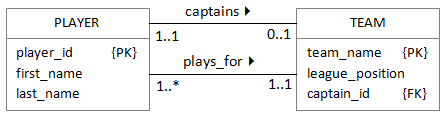 captains
PLAYER
TEAM
1..1
0..1
player_id {PK}
first_name
last_name
plays_for
1..*
1..1
team_name {PK}
league_position
captain_id {FK}